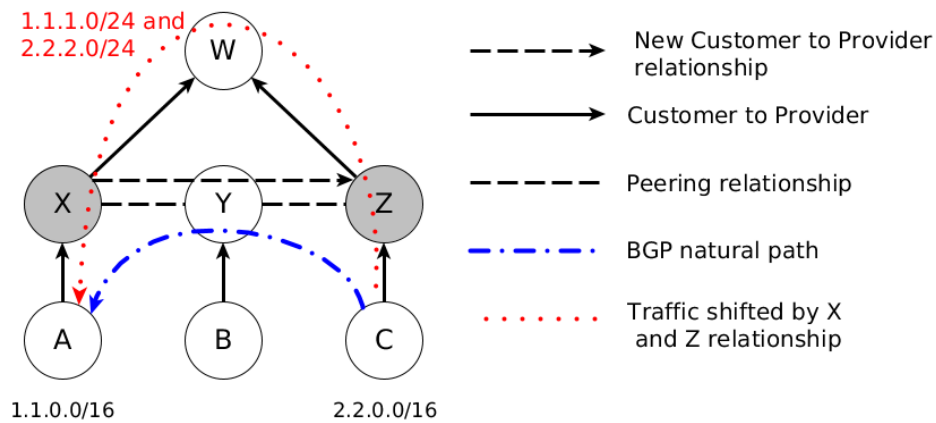 1.1.1.0/24 and
2.2.2.0/24
W
X
Y
Z
A
B
C
1.1.0.0/16
2.2.0.0/16
New Customer to Provider
relationship
Customer to Provider
Peering relationship
BGP natural path
Traffic shifted by X
and Z relationship